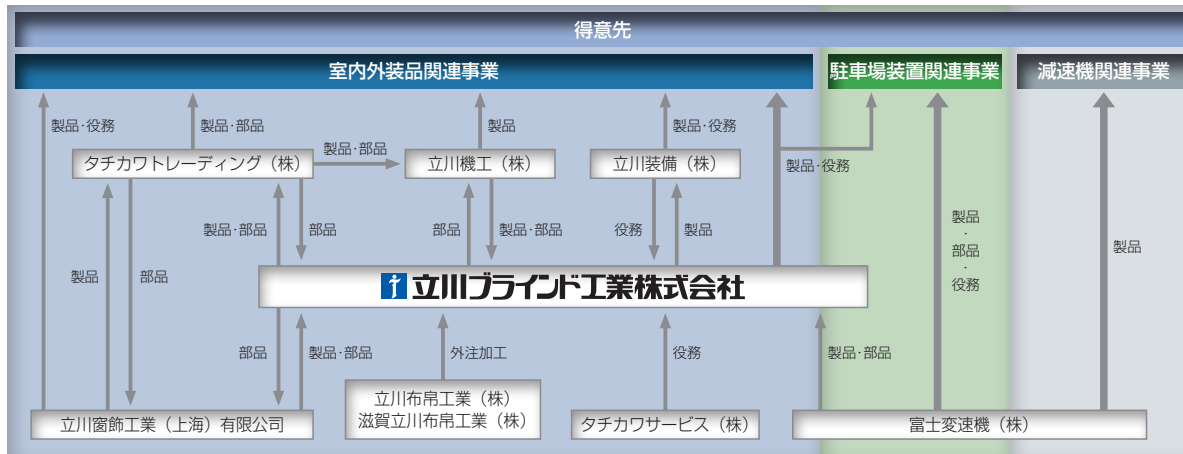 得意先
室内外装品関連事業
駐車場装置関連事業
減速機関連事業
製品・役務
製品・部品
製品
製品・役務
製品・部品
製品・役務
タチカワトレーディング（株）
立川機工（株）
立川装備（株）
製品・部品
部品
部品
製品・部品
役務
製品
製品・部品・役務
製品
製品
部品
立川ブラインド工業株式会社
部品
製品・部品
外注加工
役務
製品・部品
立川窗飾工業（上海）有限公司
立川布帛工業（株）
滋賀立川布帛工業（株）
タチカワサービス（株）
富士変速機（株）